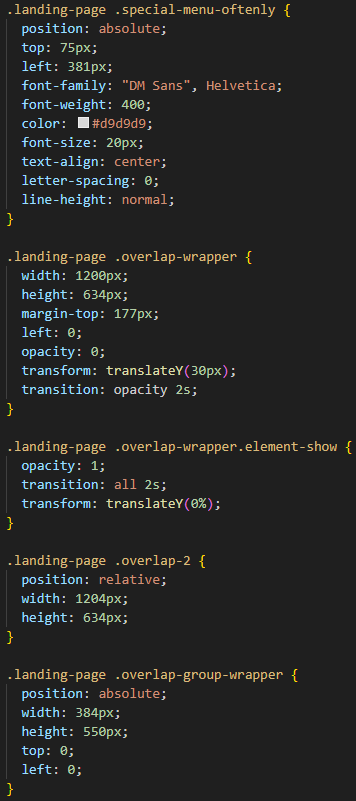 .landing-page .special-menu-oftenly {
position: absolute;
top: 75px;
left: 381px;
font-family: "DM Sans", Helvetica;
font-weight: 400;
color: #d9d9d9;
font-size: 20px;
text-align: center;
letter-spacing: 0;
line-height: normal;
}
.landing-page .overlap-wrapper {
width: 1200px;
height: 634px;
margin-top: 177px;
left: 0;
opacity: 0;
transform: translateY(30px);
transition: opacity 2s;
}
.landing-page .overlap-wrapper.element-show {
opacity: 1;
transition: all 2s;
transform: translateY(0%);
}
.landing-page .overlap-2 {
position: relative;
width: 1204px;
height: 634px;
}
.landing-page .overlap-group-wrapper {
position: absolute;
width: 384px;
height: 550px;
top: 0;
left: 0;
}